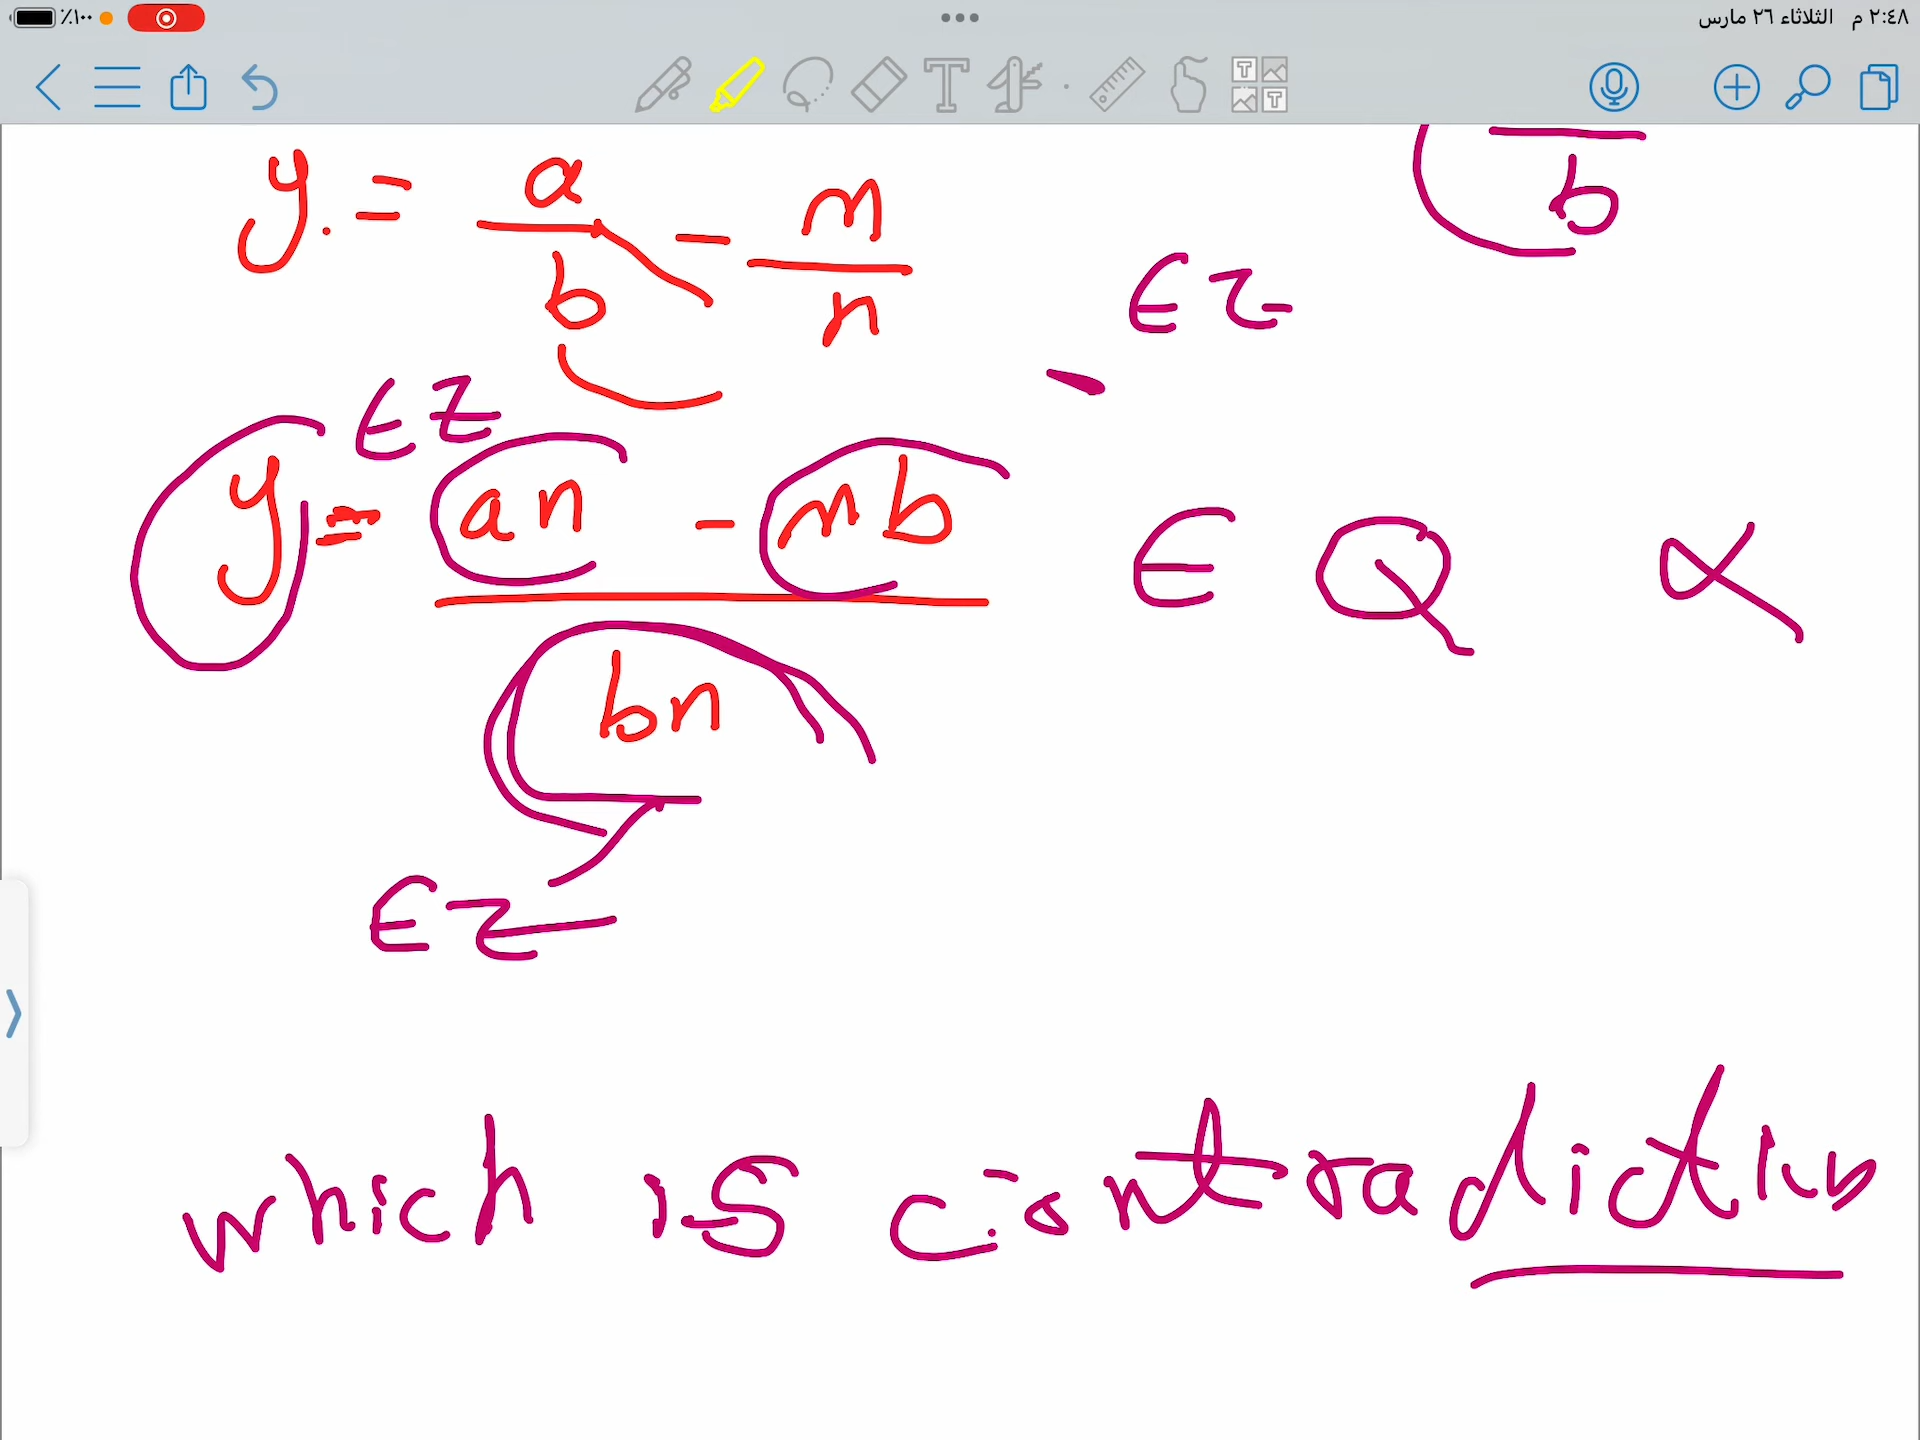 ٪١٠٠
٢:٤٨ م الثلاثاء ٢٦ مارس
y = a/b - m/n
b
∈ Z
∈ Z
y = (an - mb)/bn ∈ Q
∈ Z
which is contradiction